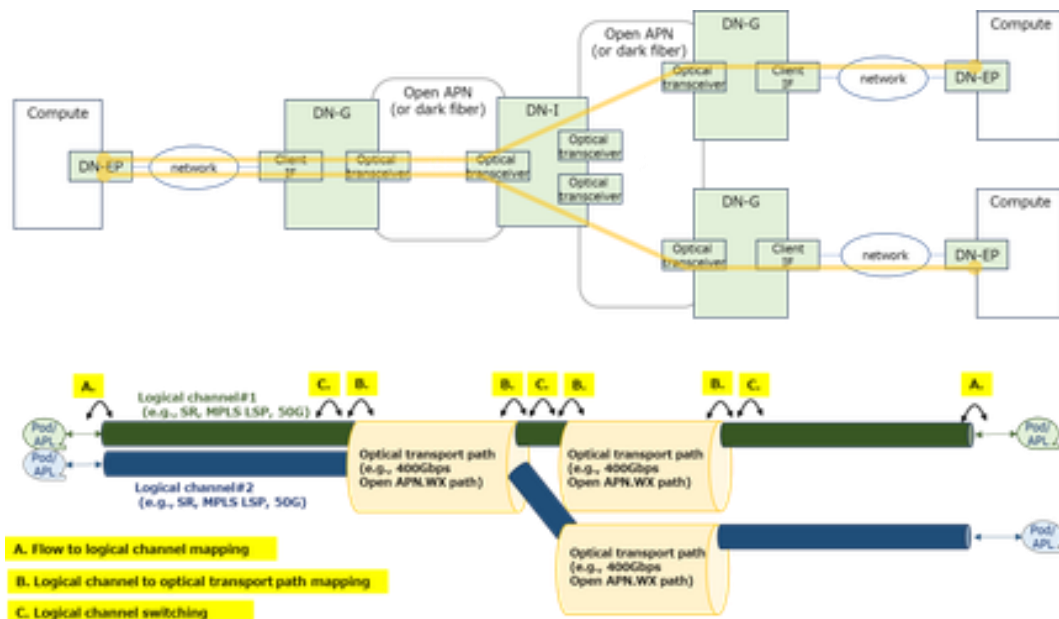 DN-G
Compute
Open APN
(or dark fiber)
Optical
transceiver
Client
IF
network
DN-EP
Compute
DN-EP
network
DN-G
Client
IF
Optical
transceiver
Open APN
(or dark fiber)
DN-I
Optical
transceiver
Optical
transceiver
Optical
transceiver
DN-G
Compute
Optical
transceiver
Client
IF
network
DN-EP
A.
Logical channel#1
(e.g., SR, MPLS LSP, 50G)
C.
B.
B.
C.
B.
B.
C.
A.
Pod/
APL
Pod/
APL
Pod/
APL
Optical transport path
(e.g., 400Gbps
Open APN.WX path)
Optical transport path
(e.g., 400Gbps
Open APN.WX path)
Logical channel#2
(e.g., SR, MPLS LSP, 50G)
Optical transport path
(e.g., 400Gbps
Open APN.WX path)
Pod/
APL
A. Flow to logical channel mapping
B. Logical channel to optical transport path mapping
C. Logical channel switching